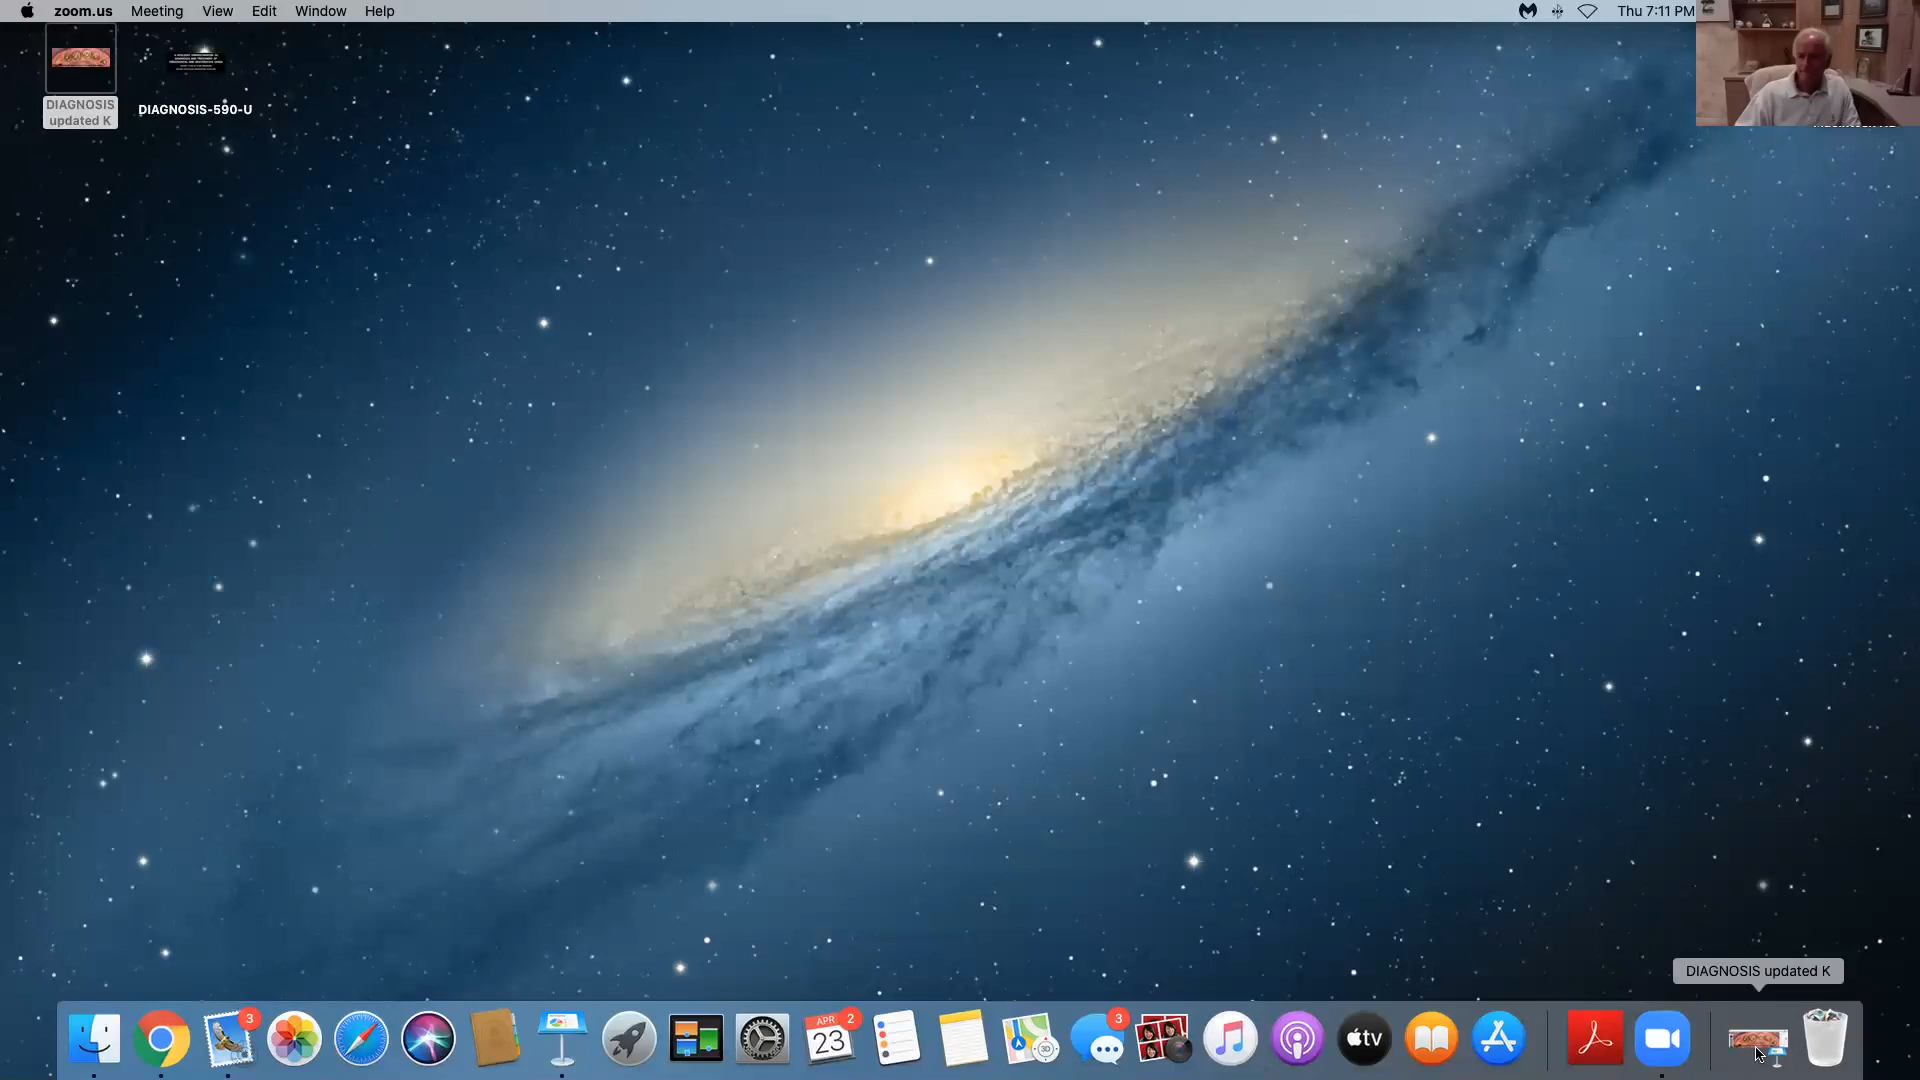 zoom.us Meeting View Edit Window Help Thu 7:11 PM
DIAGNOSIS
updated K
DIAGNOSIS-590-U
DIAGNOSIS updated K
3
APR 2
23
3D
3
tv